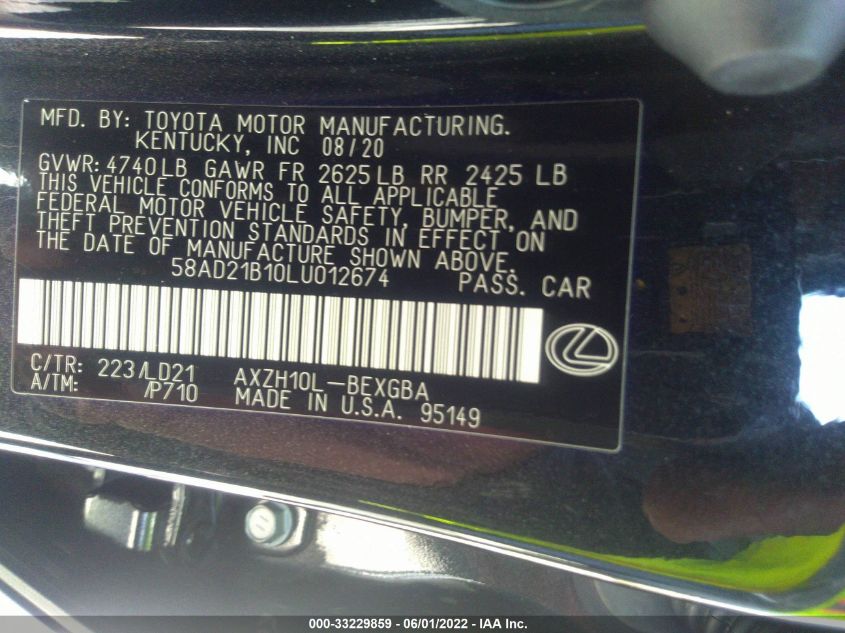 MFD. BY: TOYOTA MOTOR MANUFACTURING.
KENTUCKY, INC 08/20
GVWR: 4740LB GAWR FR 2625LB RR 2425 LB
THIS VEHICLE CONFORMS TO ALL APPLICABLE
FEDERAL MOTOR VEHICLE SAFETY, BUMPER, AND
THEFT PREVENTION STANDARDS IN EFFECT ON
THE DATE OF MANUFACTURE SHOWN ABOVE.
58AD21B10LU012674 PASS. CAR
C/TR: 223/LD21 AXZH10L-BEXGBA
A/TM: /P710 MADE IN U.S.A. 95149
000-33229859 - 06/01/2022 - IAA Inc.